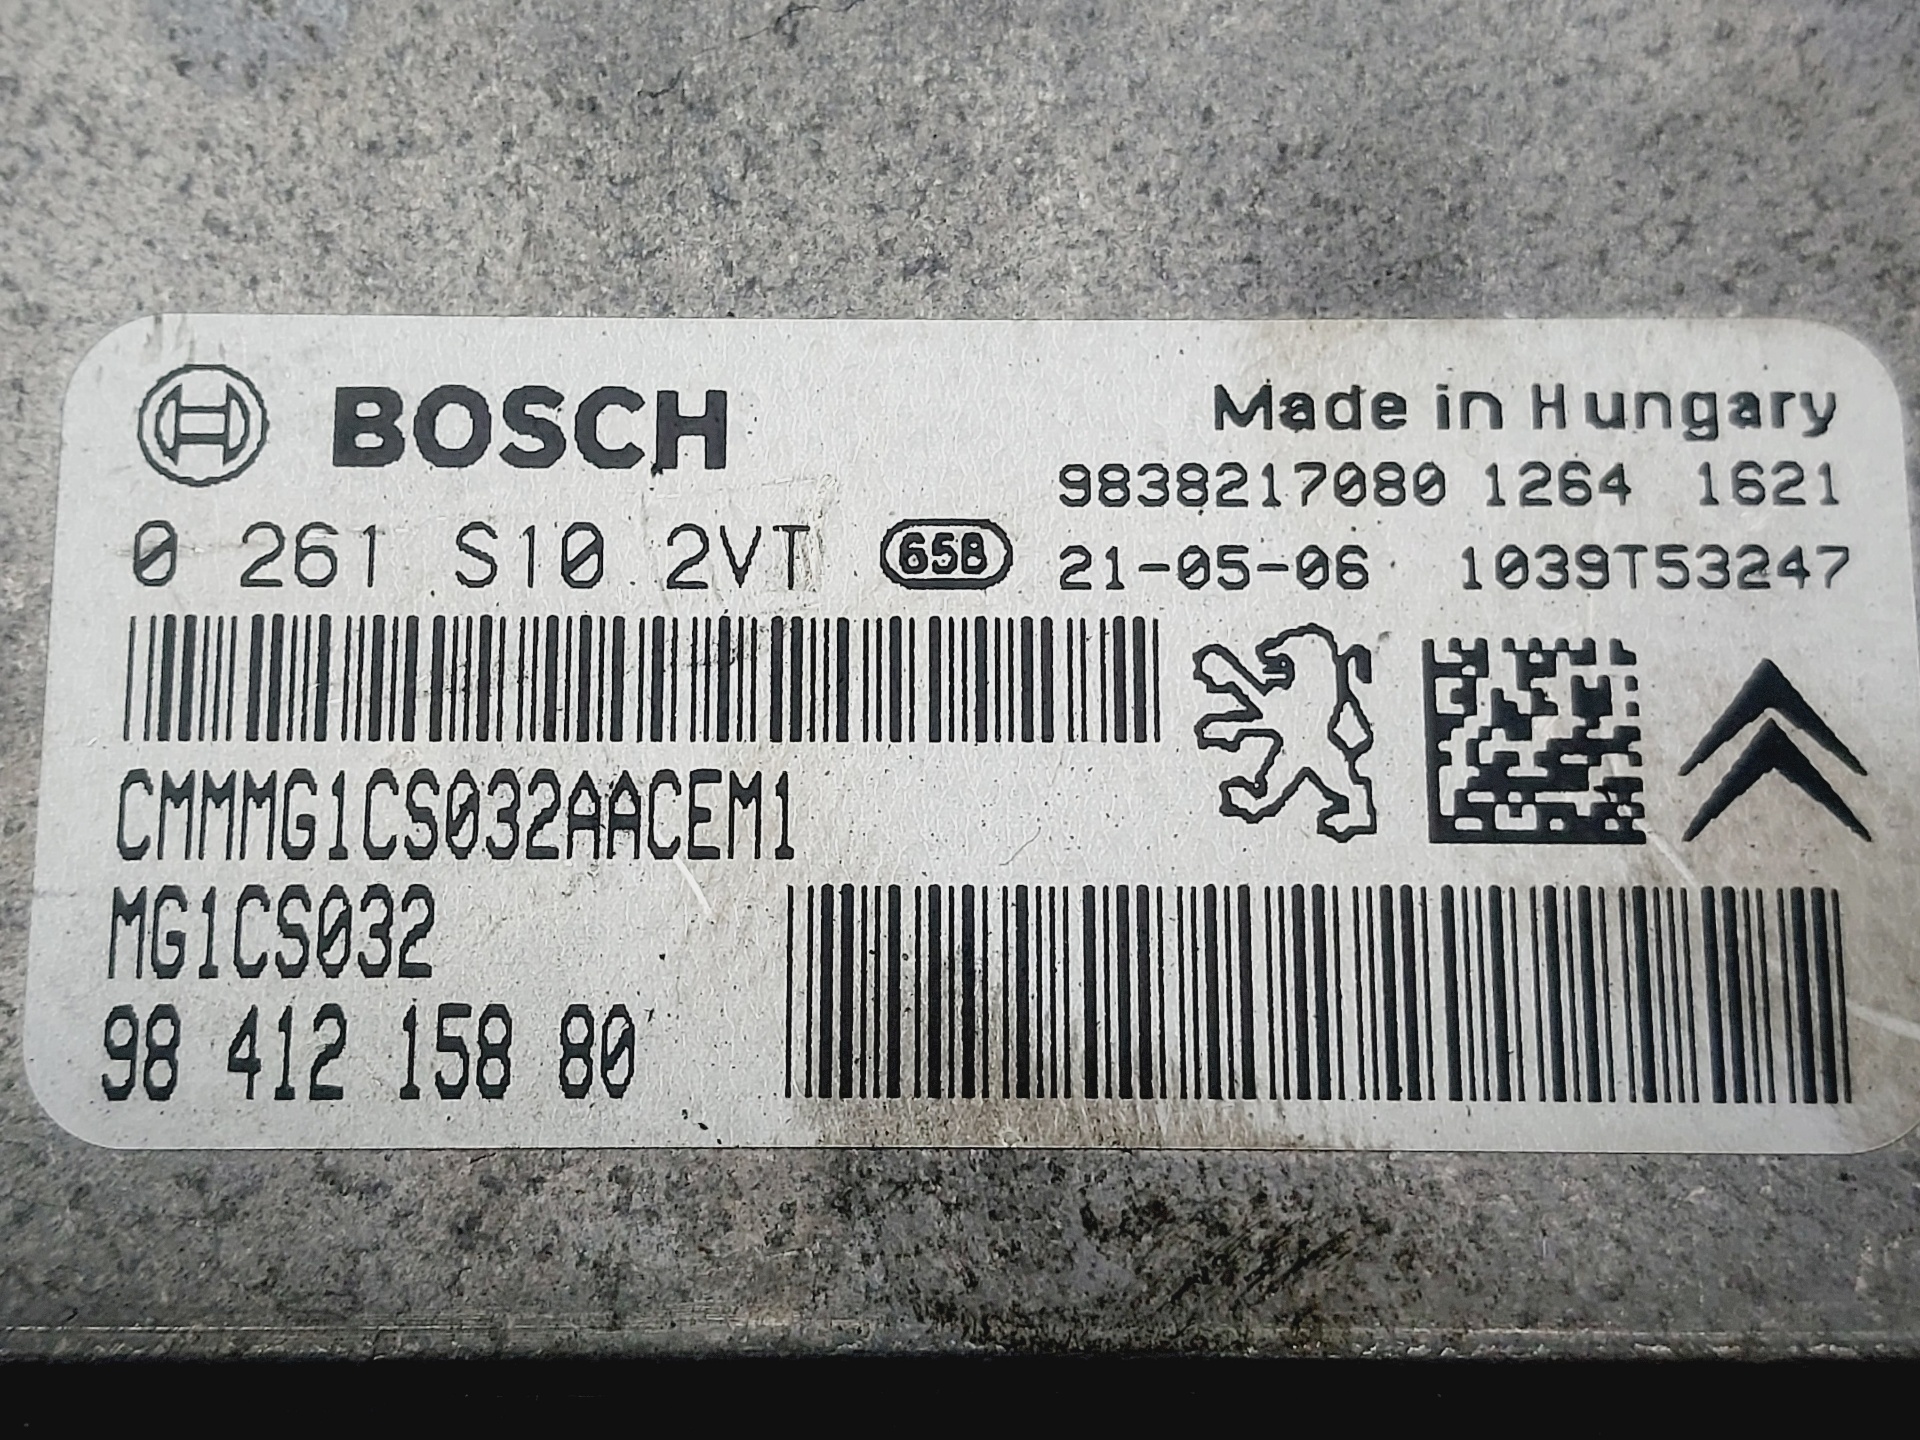 BOSCH
Made in Hungary
9838217080 1264 1621
0 261 S10 2VT 65B 21-05-06 1039T53247
CMMMG1CS032AACEM1
MG1CS032
98 412 158 80